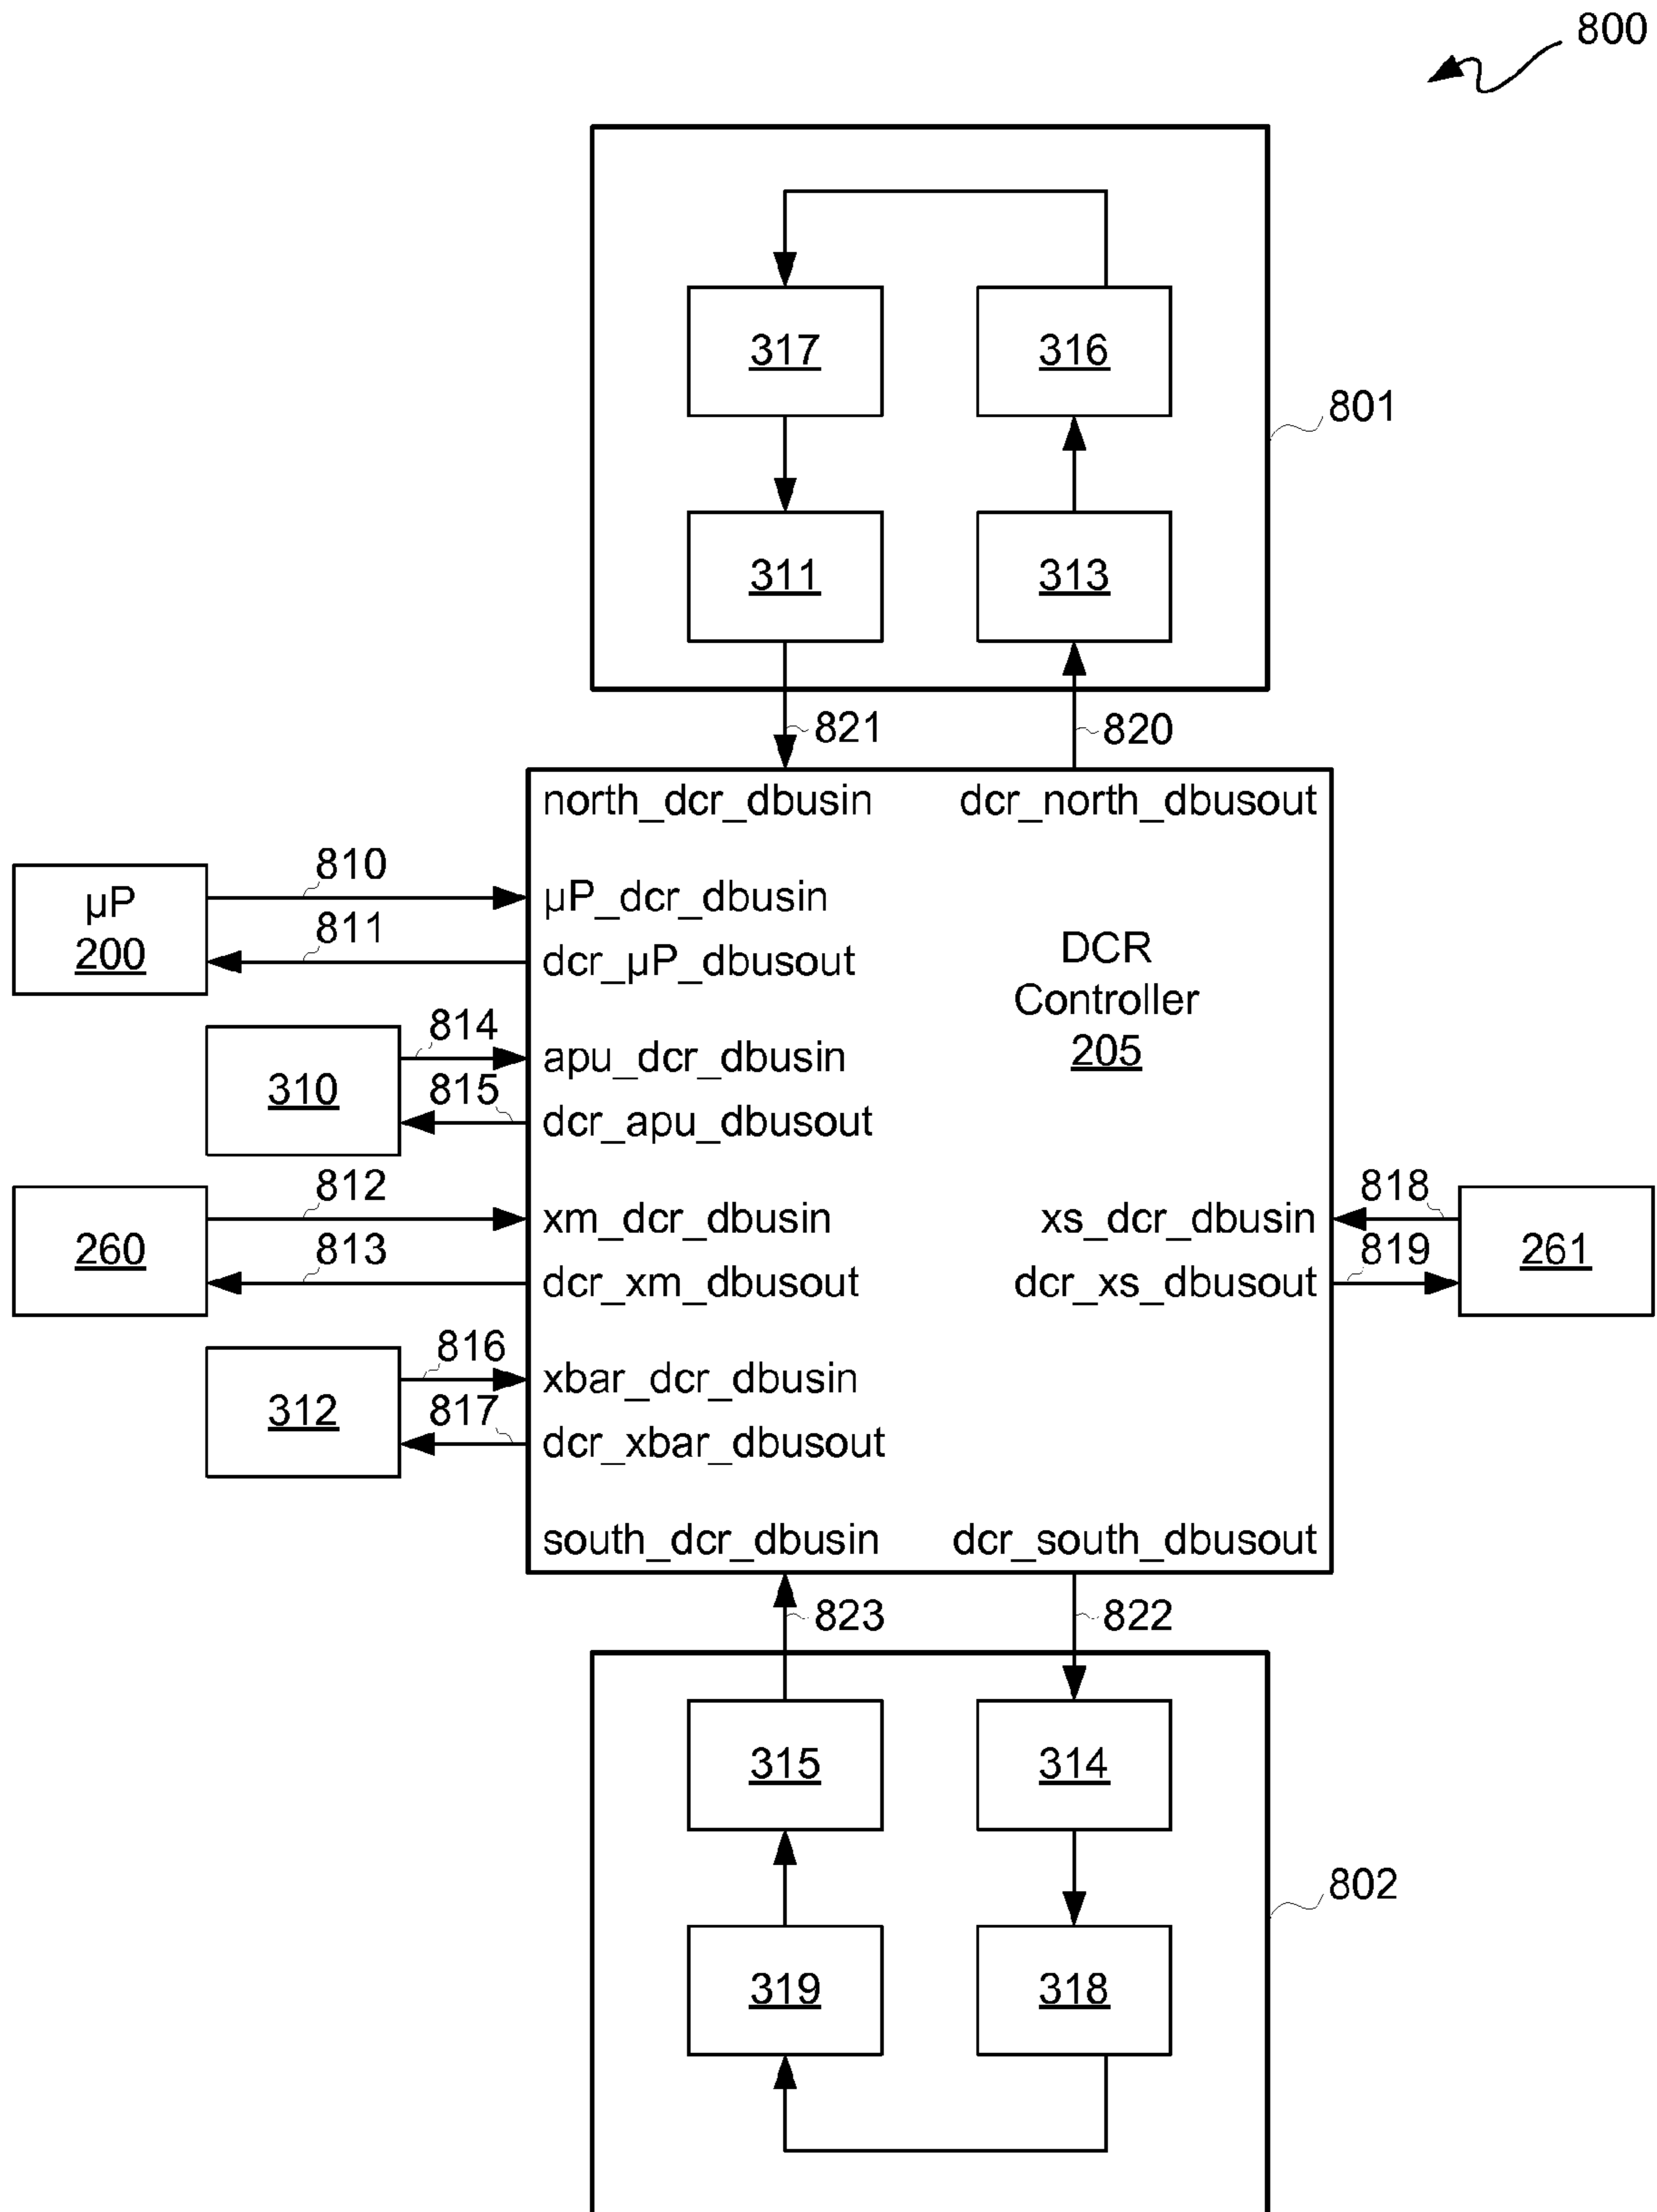 800
317
316
801
311
313
821
820
north_dcr_dbusin
dcr_north_dbusout
810
µP
200
µP_dcr_dbusin
811
dcr_µP_dbusout
DCR
Controller
205
814
310
apu_dcr_dbusin
815
dcr_apu_dbusout
812
260
xm_dcr_dbusin
813
dcr_xm_dbusout
xs_dcr_dbusin
818
261
dcr_xs_dbusout
819
816
312
xbar_dcr_dbusin
817
dcr_xbar_dbusout
south_dcr_dbusin
dcr_south_dbusout
823
822
315
314
802
319
318